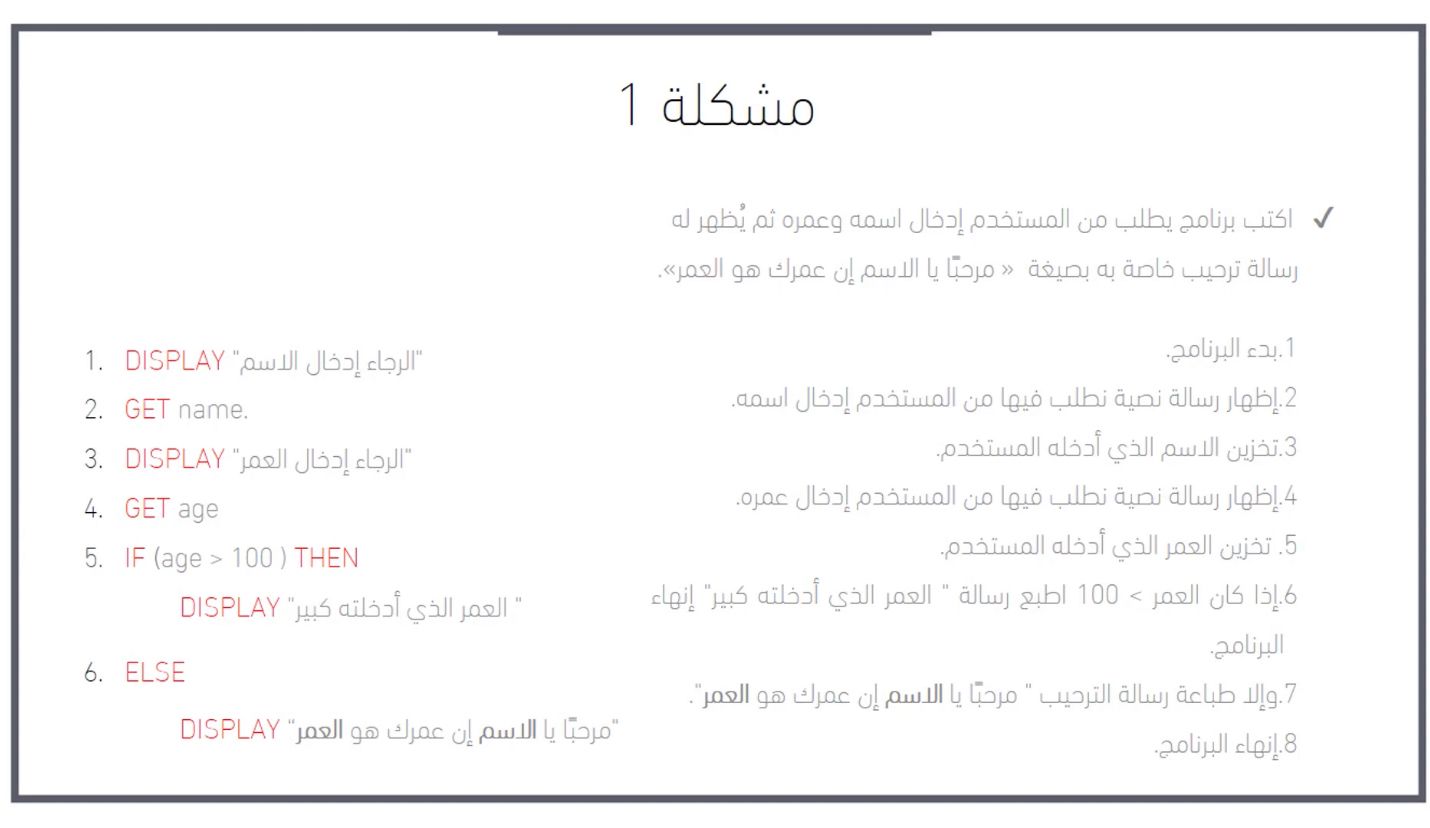 مشكلة 1
✓ اكتب برنامج يطلب من المستخدم إدخال اسمه وعمره ثم يُظهر له
رسالة ترحيب خاصة به بصيغة « مرحبًا يا الاسم إن عمرك هو العمر».
1.بدء البرنامج.
2.إظهار رسالة نصية نطلب فيها من المستخدم إدخال اسمه.
3.تخزين الاسم الذي أدخله المستخدم.
4.إظهار رسالة نصية نطلب فيها من المستخدم إدخال عمره.
5. تخزين العمر الذي أدخله المستخدم.
6.إذا كان العمر > 100 اطبع رسالة " العمر الذي أدخلته كبير" إنهاء
البرنامج.
7.وإلا طباعة رسالة الترحيب " مرحبًا يا الاسم إن عمرك هو العمر".
8.إنهاء البرنامج.
1. DISPLAY "الرجاء إدخال الاسم"
2. GET name.
3. DISPLAY "الرجاء إدخال العمر"
4. GET age
5. IF (age > 100 ) THEN
DISPLAY "العمر الذي أدخلته كبير "
6. ELSE
DISPLAY "مرحبًا يا الاسم إن عمرك هو العمر"